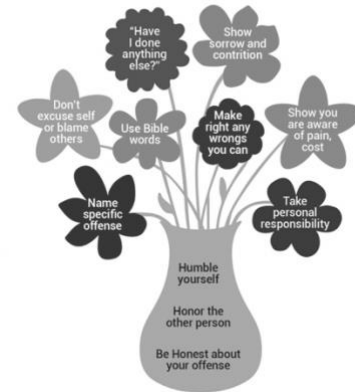 "Have
I done
anything
else?"
Show
sorrow and
contrition
Don't
excuse self
or blame
others
Use Bible
words
Make
right any
wrongs
you can
Show you
are aware
of pain,
cost
Name
specific
offense
Take
personal
responsibility
Humble
yourself
Honor the
other person
Be Honest about
your offense